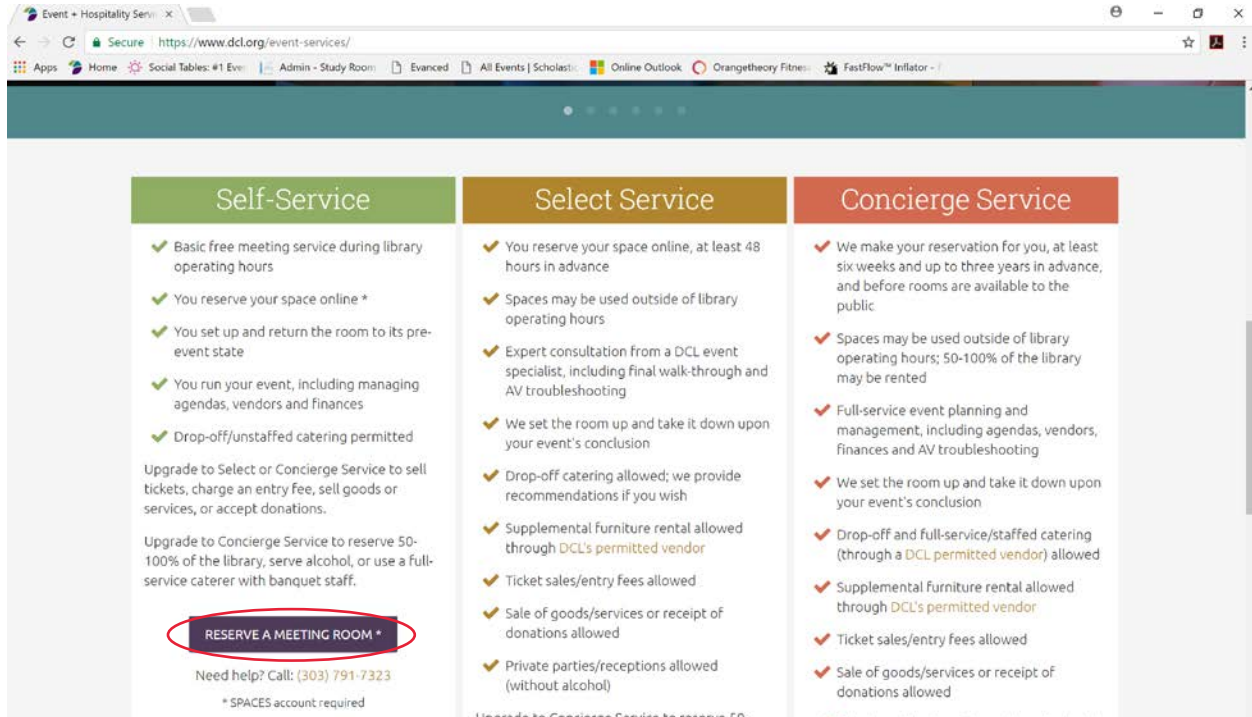 Event + Hospitality Servi
Secure https://www.dcl.org/event-services/
Apps Home Social Tables: #1 Eve Admin - Study Room Evanced All Events | Scholastic Online Outlook Orangetheory Fitnes FastFlow™ Inflator -
Self-Service
Basic free meeting service during library
operating hours
You reserve your space online *
You set up and return the room to its pre-
event state
You run your event, including managing
agendas, vendors and finances
Drop-off/unstaffed catering permitted
Upgrade to Select or Concierge Service to sell
tickets, charge an entry fee, sell goods or
services, or accept donations.
Upgrade to Concierge Service to reserve 50-
100% of the library, serve alcohol, or use a full-
service caterer with banquet staff.
RESERVE A MEETING ROOM *
Need help? Call: (303) 791-7323
* SPACES account required
Select Service
You reserve your space online, at least 48
hours in advance
Spaces may be used outside of library
operating hours
Expert consultation from a DCL event
specialist, including final walk-through and
AV troubleshooting
We set the room up and take it down upon
your event's conclusion
Drop-off catering allowed; we provide
recommendations if you wish
Supplemental furniture rental allowed
through DCL's permitted vendor
Ticket sales/entry fees allowed
Sale of goods/services or receipt of
donations allowed
Private parties/receptions allowed
(without alcohol)
Upgrade to Concierge Service to reserve 50-
Concierge Service
We make your reservation for you, at least
six weeks and up to three years in advance,
and before rooms are available to the
public
Spaces may be used outside of library
operating hours; 50-100% of the library
may be rented
Full-service event planning and
management, including agendas, vendors,
finances and AV troubleshooting
We set the room up and take it down upon
your event's conclusion
Drop-off and full-service/staffed catering
(through a DCL permitted vendor) allowed
Supplemental furniture rental allowed
through DCL's permitted vendor
Ticket sales/entry fees allowed
Sale of goods/services or receipt of
donations allowed